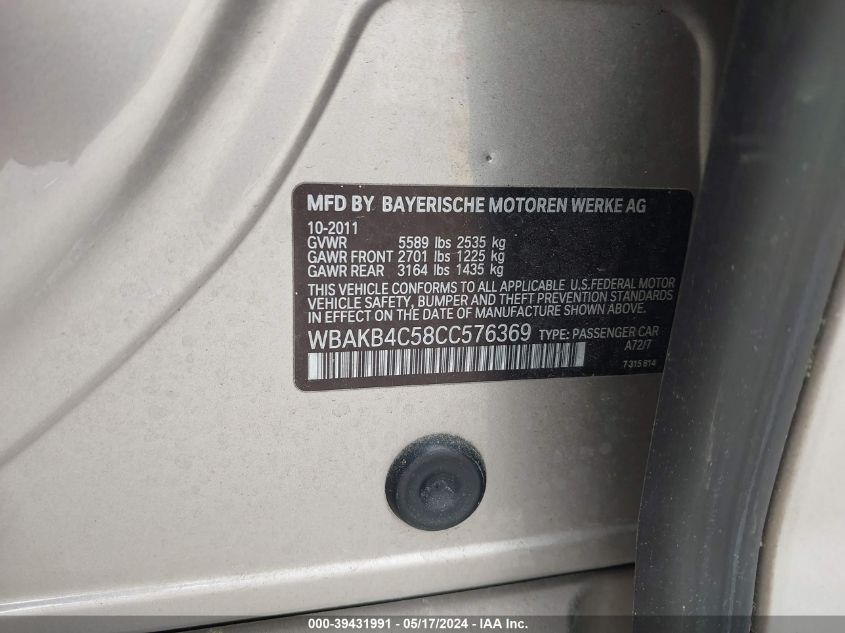 MFD BY BAYERISCHE MOTOREN WERKE AG
10-2011
GVWR 5589 lbs 2535 kg
GAWR FRONT 2701 lbs 1225 kg
GAWR REAR 3164 lbs 1435 kg
THIS VEHICLE CONFORMS TO ALL APPLICABLE U.S.FEDERAL MOTOR
VEHICLE SAFETY, BUMPER AND THEFT PREVENTION STANDARDS
IN EFFECT ON THE DATE OF MANUFACTURE SHOWN ABOVE.
WBAKB4C58CC576369 TYPE: PASSENGER CAR
A72/7
7 315 814
000-39431991 - 05/17/2024 - IAA Inc.